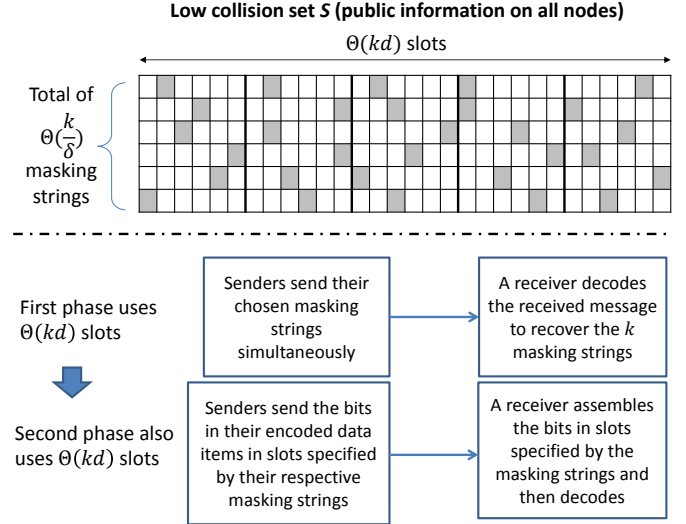 Low collision set S (public information on all nodes)
Θ(kd) slots
Total of
Θ(k/δ)
masking
strings
First phase uses
Θ(kd) slots
Senders send their
chosen masking
strings
simultaneously
A receiver decodes
the received message
to recover the k
masking strings
Second phase also
uses Θ(kd) slots
Senders send the bits
in their encoded data
items in slots specified
by their respective
masking strings
A receiver assembles
the bits in slots
specified by the
masking strings and
then decodes